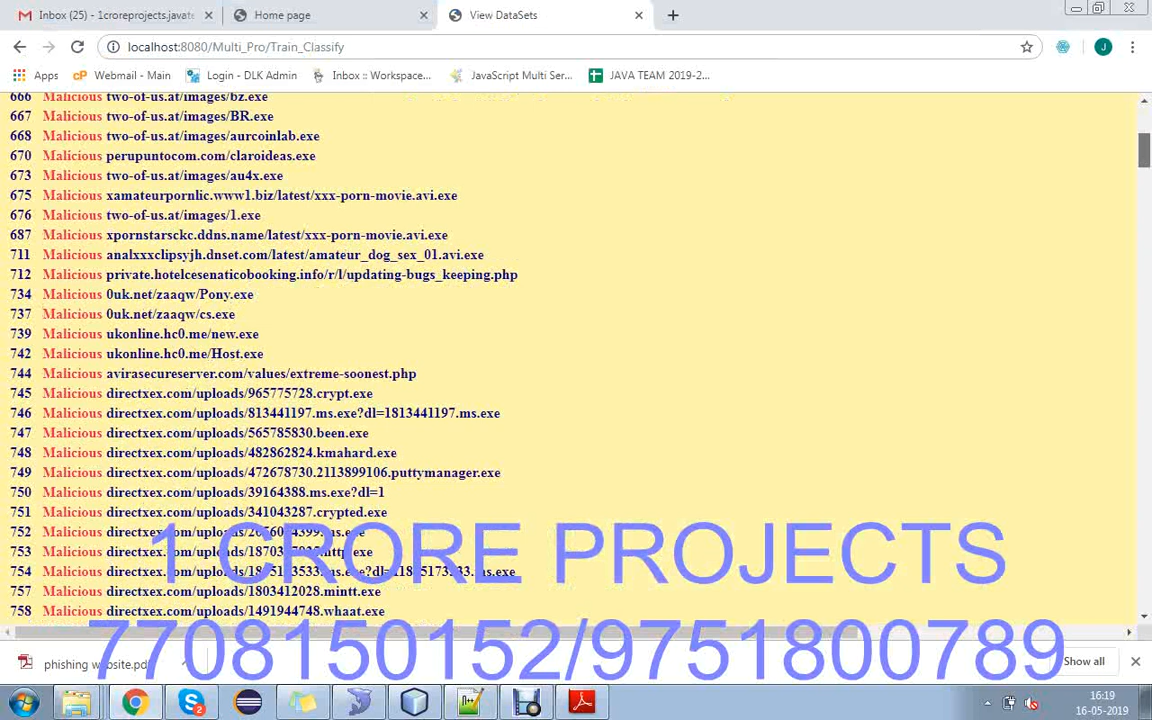 Inbox (25) - 1croreprojects.javate
Home page
View DataSets
localhost:8080/Multi_Pro/Train_Classify
Apps
Webmail - Main
Login - DLK Admin
Inbox :: Workspace...
JavaScript Multi Ser...
JAVA TEAM 2019-2...
666 Malicious two-of-us.at/images/bz.exe
667 Malicious two-of-us.at/images/BR.exe
668 Malicious two-of-us.at/images/aurcoinlab.exe
670 Malicious perupuntocom.com/claroideas.exe
673 Malicious two-of-us.at/images/au4x.exe
675 Malicious xamateurpornlic.www1.biz/latest/xxx-porn-movie.avi.exe
676 Malicious two-of-us.at/images/1.exe
687 Malicious xpornstarsckc.ddns.name/latest/xxx-porn-movie.avi.exe
711 Malicious analxxxclipsyjh.dnset.com/latest/amateur_dog_sex_01.avi.exe
712 Malicious private.hotelcesenaticobooking.info/r/l/updating-bugs_keeping.php
734 Malicious 0uk.net/zaaqw/Pony.exe
737 Malicious 0uk.net/zaaqw/cs.exe
739 Malicious ukonline.hc0.me/new.exe
742 Malicious ukonline.hc0.me/Host.exe
744 Malicious avirasecureserver.com/values/extreme-soonest.php
745 Malicious directxex.com/uploads/965775728.crypt.exe
746 Malicious directxex.com/uploads/813441197.ms.exe?dl=1813441197.ms.exe
747 Malicious directxex.com/uploads/565785830.been.exe
748 Malicious directxex.com/uploads/482862824.kmahard.exe
749 Malicious directxex.com/uploads/472678730.2113899106.puttymanager.exe
750 Malicious directxex.com/uploads/39164388.ms.exe?dl=1
751 Malicious directxex.com/uploads/341043287.crypted.exe
752 Malicious
753 Malicious
754 Malicious
757 Malicious directxex.com/uploads/1803412028.mintt.exe
758 Malicious directxex.com/uploads/1491944748.whaat.exe
1 CRORE PROJECTS
7708150152/9751800789
phishing website.pdf
Show all
16:19
16-05-2019